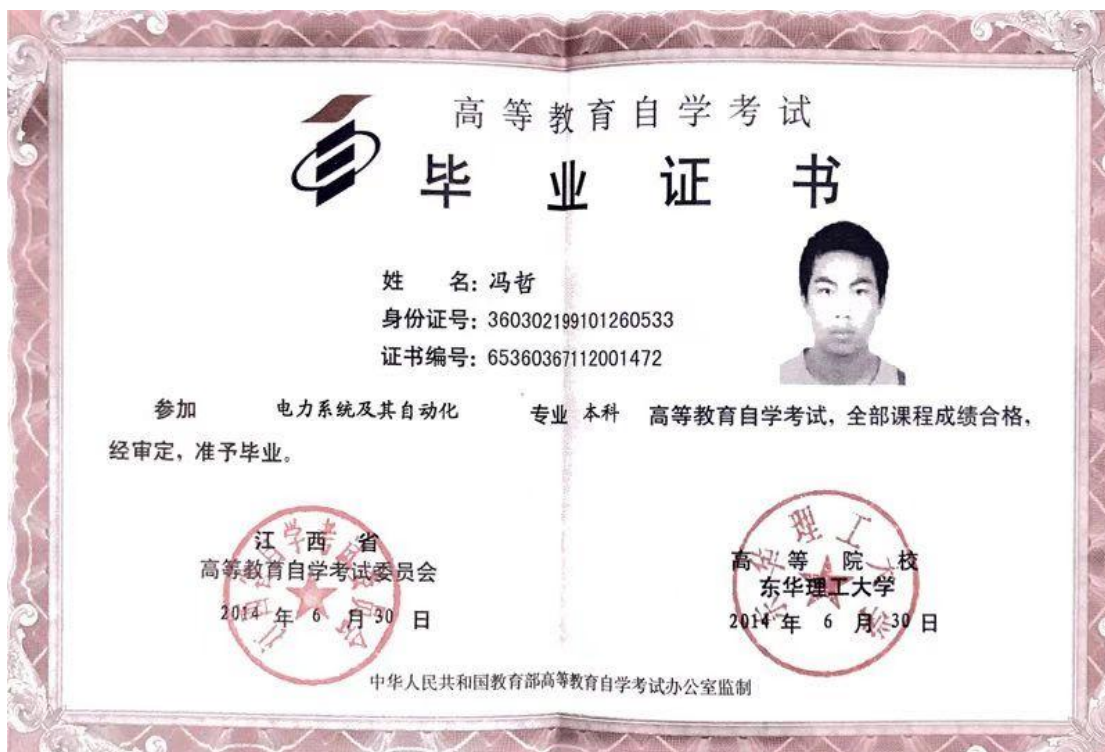 高等教育自学考试
毕业证书
姓 名：冯哲
身份证号：360302199101260533
证书编号：65360367112001472
参加 电力系统及其自动化 专业 本科 高等教育自学考试，全部课程成绩合格，
经审定，准予毕业。
江西省
高等教育自学考试委员会
2014 年 6 月 30 日
高等院校
东华理工大学
2014 年 6 月 30 日
东华理工大学
中华人民共和国教育部高等教育自学考试办公室监制